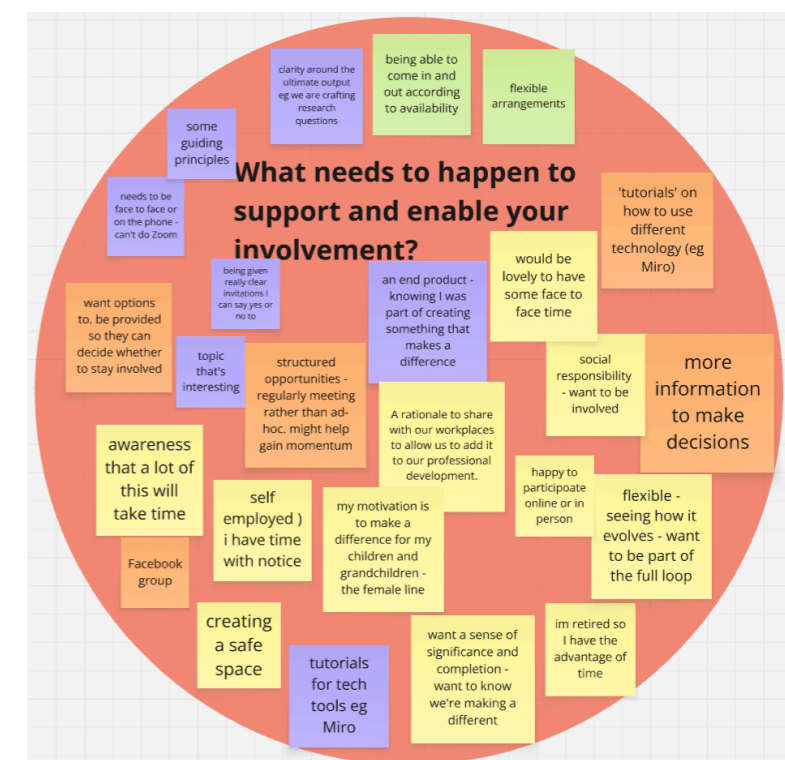 clarity around the
ultimate output
eg we are crafting
research
questions
being able to
come in and
out according
to availability
flexible
arrangements
some
guiding
principles
What needs to happen to
support and enable your
involvement?
needs to be
face to face or
on the phone -
can't do Zoom
'tutorials' on
how to use
different
technology (eg
Miro)
being given
really clear
invitations I
can say yes or
no to
an end product -
knowing I was
part of creating
something that
makes a
difference
would be
lovely to have
some face to
face time
want options
to. be provided
so they can
decide whether
to stay involved
topic
that's
interesting
structured
opportunities -
regularly meeting
rather than ad-
hoc. might help
gain momentum
social
responsibility
- want to be
involved
more
information
to make
decisions
A rationale to share
with our workplaces
to allow us to add it
to our professional
development.
awareness
that a lot of
this will
take time
self
employed )
i have time
with notice
my motivation is
to make a
difference for my
children and
grandchildren -
the female line
happy to
participoate
online or in
person
flexible -
seeing how it
evolves - want
to be part of
the full loop
Facebook
group
creating
a safe
space
tutorials
for tech
tools eg
Miro
want a sense of
significance and
completion -
want to know
we're making a
different
im retired so
I have the
advantage of
time